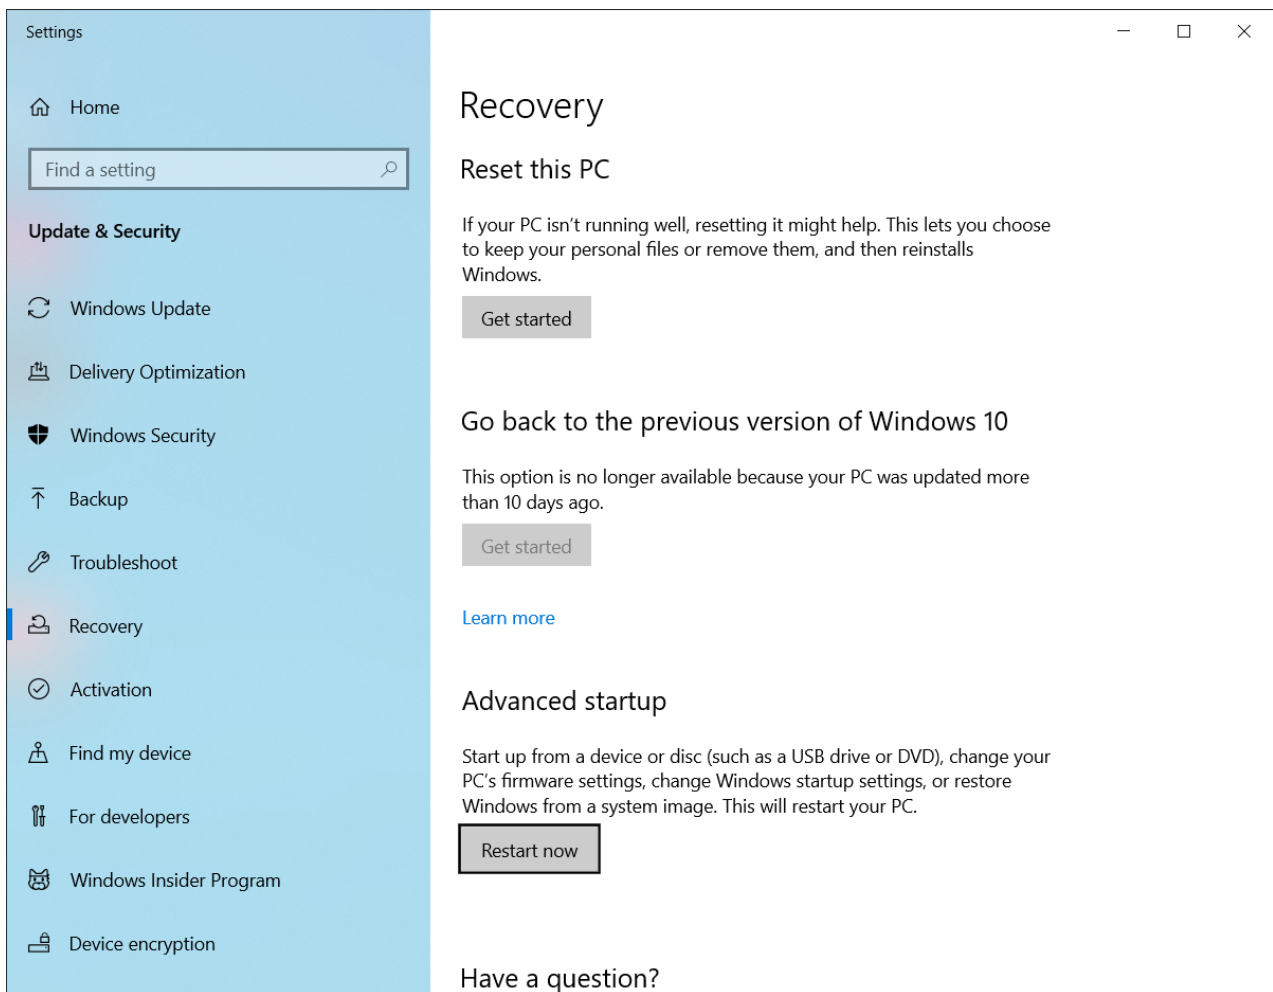 Settings
Home
Find a setting
Update & Security
Windows Update
Delivery Optimization
Windows Security
Backup
Troubleshoot
Recovery
Activation
Find my device
For developers
Windows Insider Program
Device encryption
Recovery
Reset this PC
If your PC isn't running well, resetting it might help. This lets you choose
to keep your personal files or remove them, and then reinstalls
Windows.
Get started
Go back to the previous version of Windows 10
This option is no longer available because your PC was updated more
than 10 days ago.
Get started
Learn more
Advanced startup
Start up from a device or disc (such as a USB drive or DVD), change your
PC's firmware settings, change Windows startup settings, or restore
Windows from a system image. This will restart your PC.
Restart now
Have a question?